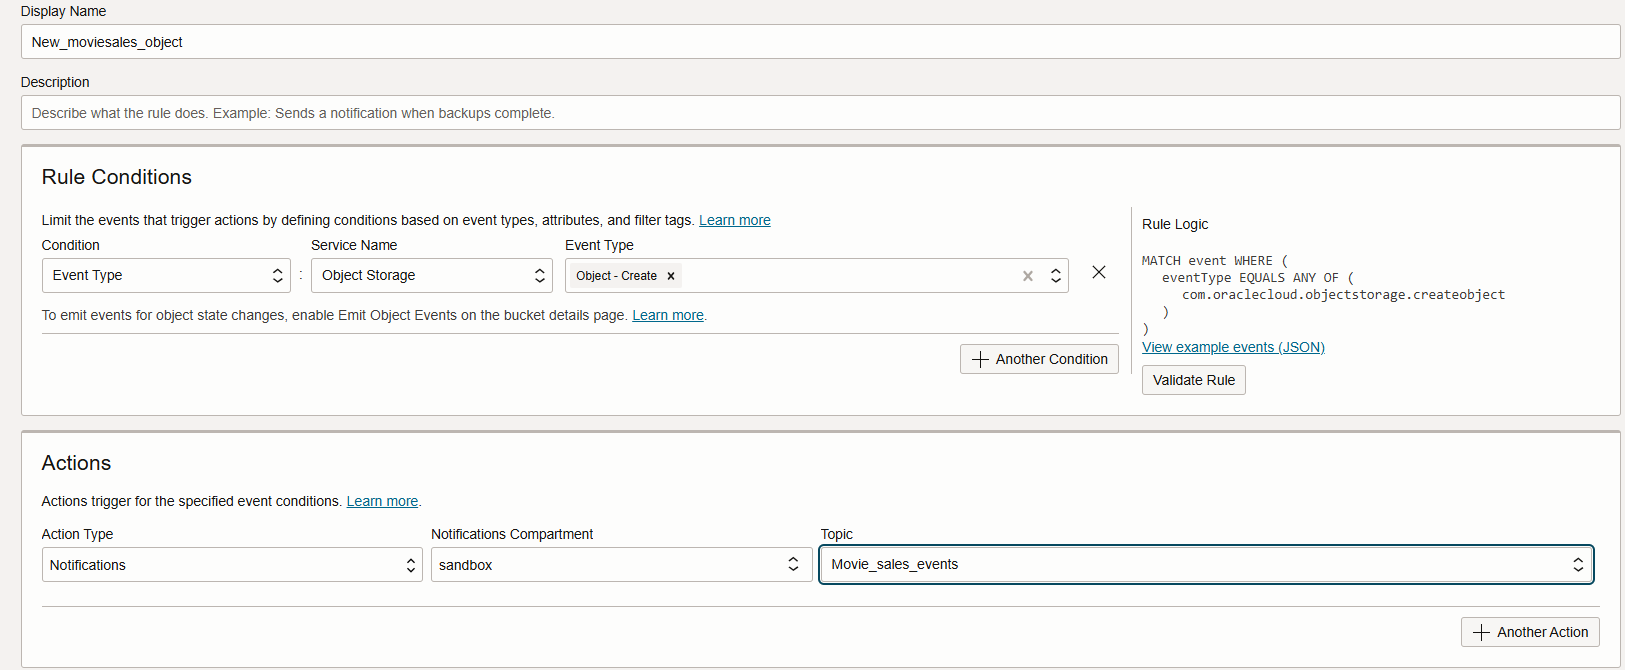 Display Name
New_moviesales_object
Description
Describe what the rule does. Example: Sends a notification when backups complete.
Rule Conditions
Limit the events that trigger actions by defining conditions based on event types, attributes, and filter tags. Learn more
Condition Service Name Event Type
Event Type : Object Storage Object - Create ×
To emit events for object state changes, enable Emit Object Events on the bucket details page. Learn more.
Another Condition
Rule Logic
MATCH event WHERE (
eventType EQUALS ANY OF (
com.oraclecloud.objectstorage.createobject
)
)
View example events (JSON)
Validate Rule
Actions
Actions trigger for the specified event conditions. Learn more.
Action Type Notifications Compartment Topic
Notifications sandbox Movie_sales_events
Another Action